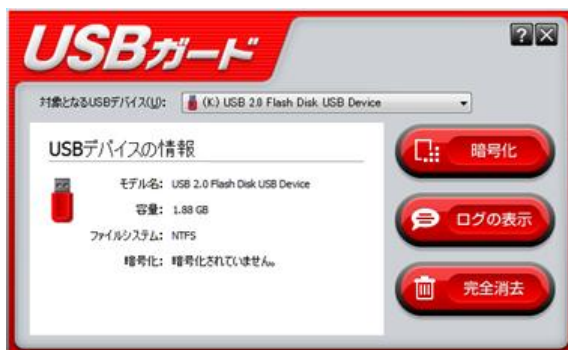 USBガード
?
対象となるUSBデバイス(U): (K:) USB 2.0 Flash Disk USB Device
USBデバイスの情報
モデル名: USB 2.0 Flash Disk USB Device
容量: 1.88 GB
ファイルシステム: NTFS
暗号化: 暗号化されていません。
暗号化
ログの表示
完全消去